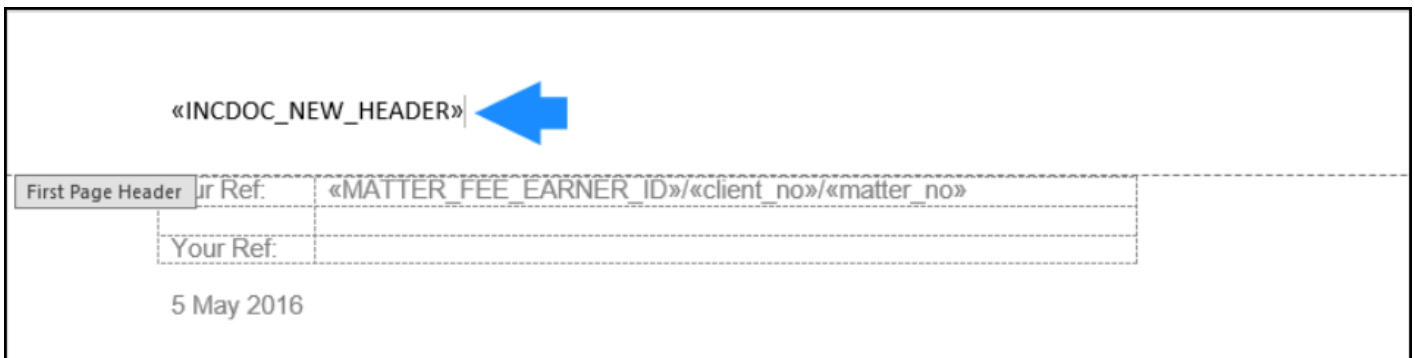 «INCDOC_NEW_HEADER»
First Page Header ur Ref: «MATTER_FEE_EARNER_ID»/«client_no»/«matter_no»
Your Ref:
5 May 2016